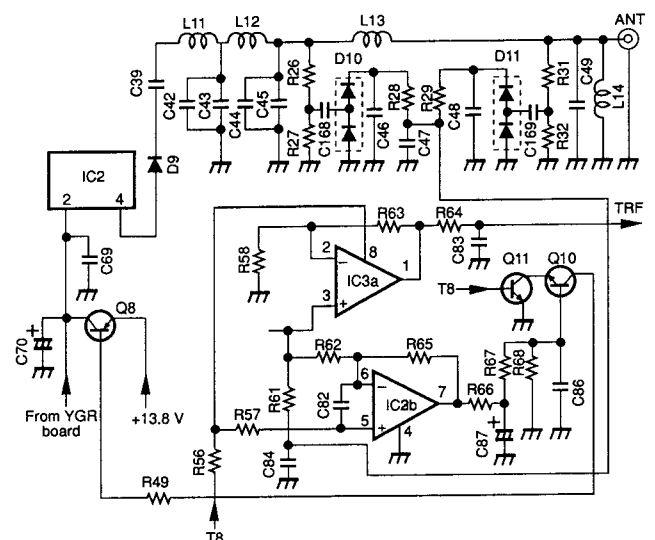 L11
L12
L13
ANT
C39
C42
C43
C44
C45
R26
R27
C168
D10
C46
R28
C47
R29
C48
D11
C169
R31
R32
C49
L14
IC2
2
4
D9
C69
R63
R64
TRF
R58
2
−
8
1
IC3a
3
+
C83
Q11
Q10
T8
Q8
+
C70
R62
R65
R61
6
−
7
C82
IC2b
5
+
4
R66
R67
R68
C86
+
C87
R57
C84
From YGR
board
+13.8 V
R56
R49
T8